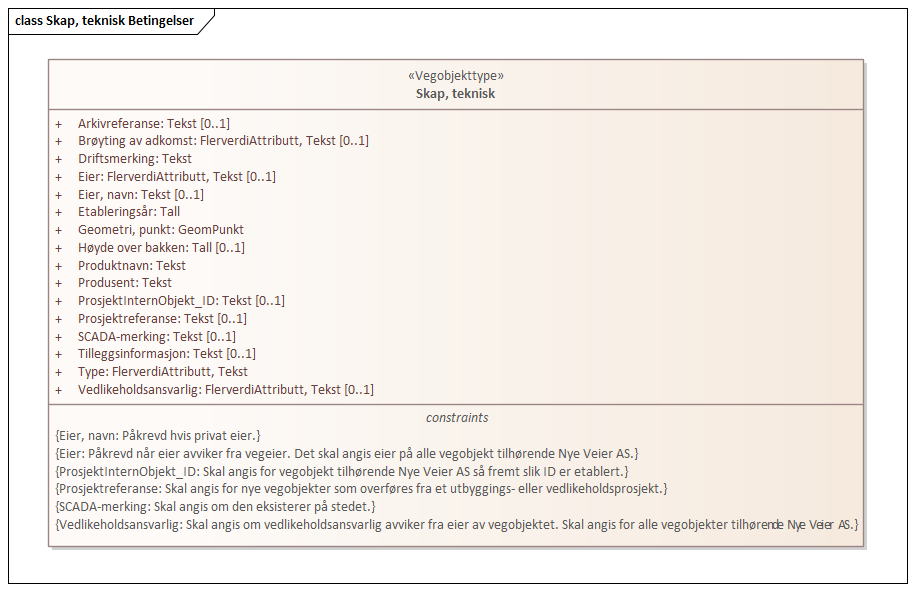 class Skap, teknisk Betingelser
«Vegobjekttype»
Skap, teknisk
+ Arkivreferanse: Tekst [0..1]
+ Brøyting av adkomst: FlerverdiAttributt, Tekst [0..1]
+ Driftsmerking: Tekst
+ Eier: FlerverdiAttributt, Tekst [0..1]
+ Eier, navn: Tekst [0..1]
+ Etableringsår: Tall
+ Geometri, punkt: GeomPunkt
+ Høyde over bakken: Tall [0..1]
+ Produktnavn: Tekst
+ Produsent: Tekst
+ ProsjektInternObjekt_ID: Tekst [0..1]
+ Prosjektreferanse: Tekst [0..1]
+ SCADA-merking: Tekst [0..1]
+ Tilleggsinformasjon: Tekst [0..1]
+ Type: FlerverdiAttributt, Tekst
+ Vedlikeholdsansvarlig: FlerverdiAttributt, Tekst [0..1]
constraints
{Eier, navn: Påkrevd hvis privat eier.}
{Eier: Påkrevd når eier avviker fra vegeier. Det skal angis eier på alle vegobjekt tilhørende Nye Veier AS.}
{ProsjektInternObjekt_ID: Skal angis for vegobjekt tilhørende Nye Veier AS så fremt slik ID er etablert.}
{Prosjektreferanse: Skal angis for nye vegobjekter som overføres fra et utbyggings- eller vedlikeholdsprosjekt.}
{SCADA-merking: Skal angis om den eksisterer på stedet.}
{Vedlikeholdsansvarlig: Skal angis om vedlikeholdsansvarlig avviker fra eier av vegobjektet. Skal angis for alle vegobjekter tilhørende Nye Veier AS.}